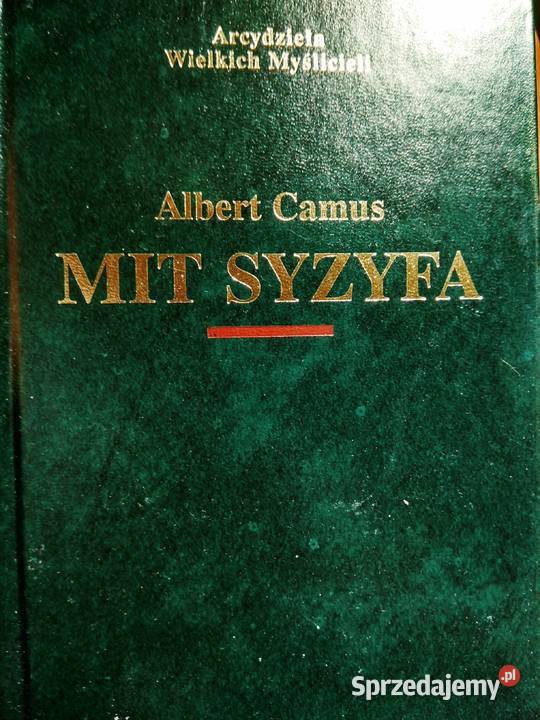 Arcydzieła
Wielkich Myślicieli
Albert Camus
MIT SYZYFA
Sprzedajemy.pl